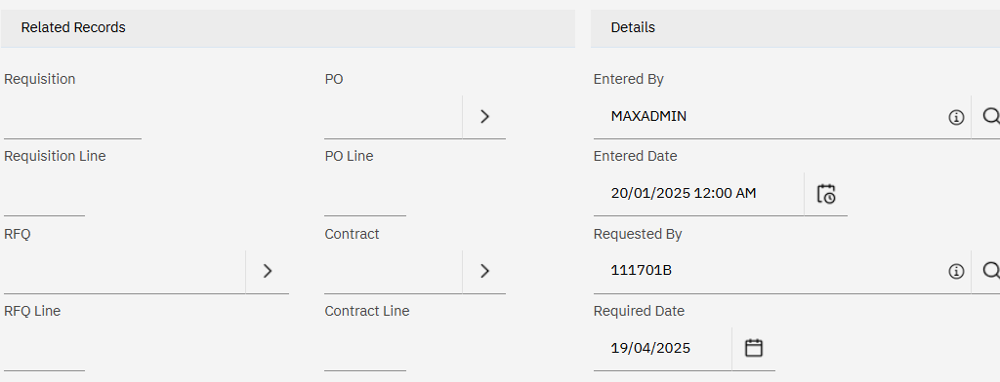 Related Records
Details
Requisition
PO
Entered By
MAXADMIN
Requisition Line
PO Line
Entered Date
20/01/2025 12:00 AM
RFQ
Contract
Requested By
111701B
RFQ Line
Contract Line
Required Date
19/04/2025